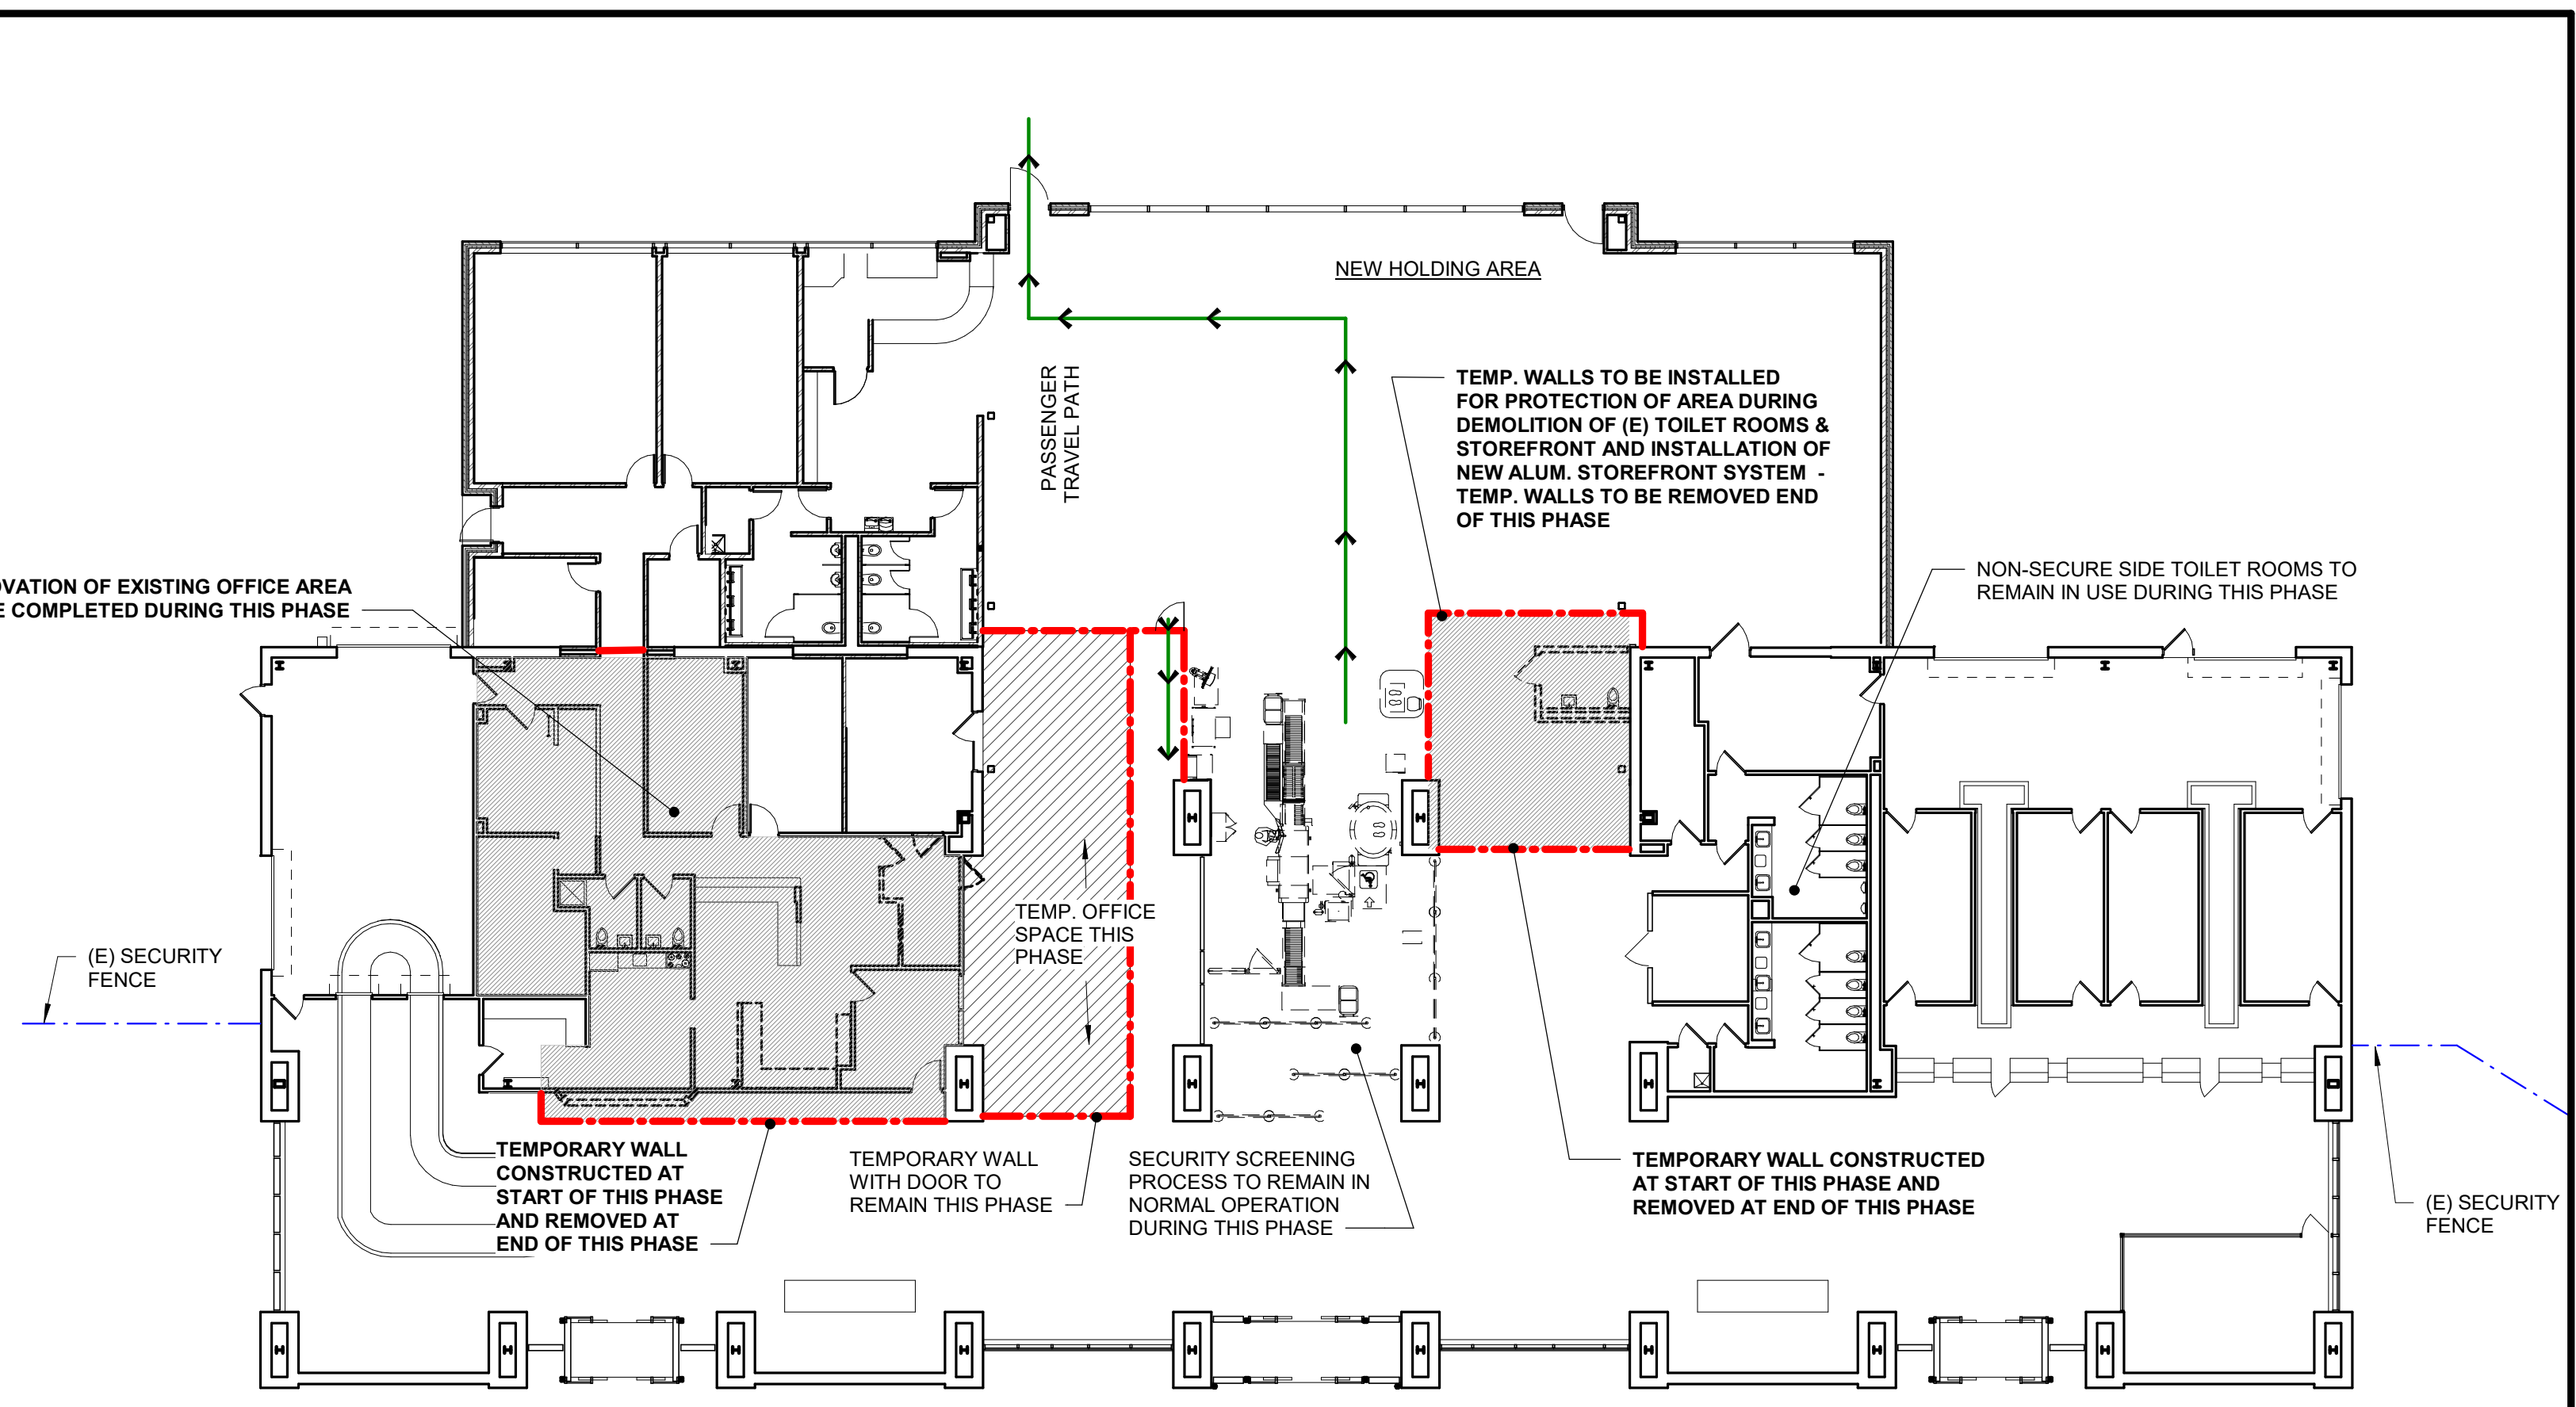 NEW HOLDING AREA
PASSENGER
TRAVEL PATH
TEMP. WALLS TO BE INSTALLED
FOR PROTECTION OF AREA DURING
DEMOLITION OF (E) TOILET ROOMS &
STOREFRONT AND INSTALLATION OF
NEW ALUM. STOREFRONT SYSTEM -
TEMP. WALLS TO BE REMOVED END
OF THIS PHASE
NON-SECURE SIDE TOILET ROOMS TO
REMAIN IN USE DURING THIS PHASE
OVATION OF EXISTING OFFICE AREA
E COMPLETED DURING THIS PHASE
TEMP. OFFICE
SPACE THIS
PHASE
(E) SECURITY
FENCE
TEMPORARY WALL
CONSTRUCTED AT
START OF THIS PHASE
AND REMOVED AT
END OF THIS PHASE
TEMPORARY WALL
WITH DOOR TO
REMAIN THIS PHASE
SECURITY SCREENING
PROCESS TO REMAIN IN
NORMAL OPERATION
DURING THIS PHASE
TEMPORARY WALL CONSTRUCTED
AT START OF THIS PHASE AND
REMOVED AT END OF THIS PHASE
(E) SECURITY
FENCE